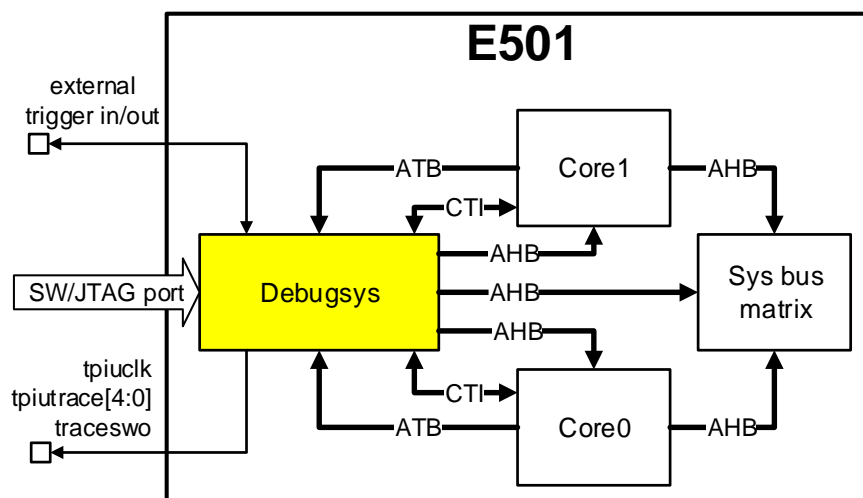 E501
external
trigger in/out
ATB
Core1
AHB
CTI
AHB
SW/JTAG port
Debugsys
AHB
Sys bus
matrix
AHB
tpiuclk
tpiutrace[4:0]
traceswo
CTI
ATB
Core0
AHB